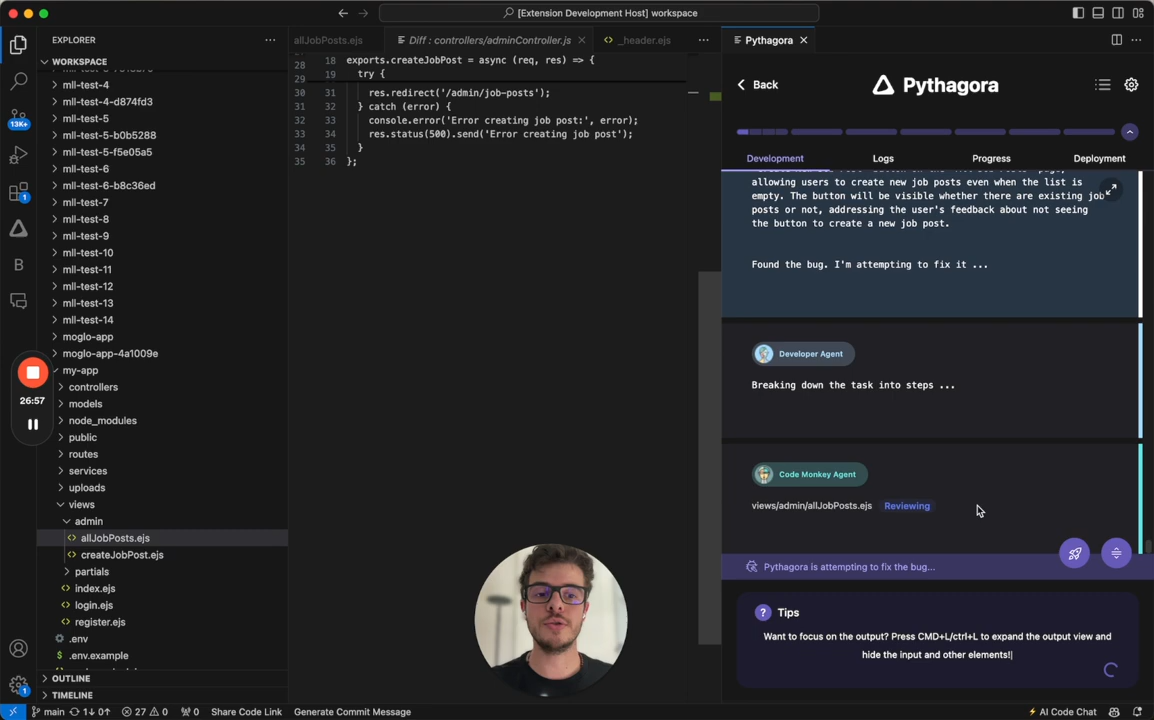 [Extension Development Host] workspace
EXPLORER
WORKSPACE
mll-test-4
mll-test-4-d874fd3
mll-test-5
mll-test-5-b0b5288
mll-test-5-f5e05a5
mll-test-6
mll-test-6-b8c36ed
mll-test-7
mll-test-8
mll-test-9
mll-test-10
mll-test-11
mll-test-12
mll-test-13
mll-test-14
moglo-app
moglo-app-4a1009e
my-app
controllers
models
node_modules
public
routes
services
uploads
views
admin
allJobPosts.ejs
createJobPost.ejs
partials
index.ejs
login.ejs
register.ejs
.env
.env.example
OUTLINE
TIMELINE
13K+
1
B
26:57
1
allJobPosts.ejs
Diff : controllers/adminController.js
_header.ejs
28 18 exports.createJobPost = async (req, res) => {
29 19 try {
30 31 res.redirect('/admin/job-posts');
31 32 } catch (error) {
32 33 console.error('Error creating job post:', error);
33 34 res.status(500).send('Error creating job post');
34 35 }
35 36 };
Pythagora
Back
Pythagora
Development Logs Progress Deployment
allowing users to create new job posts even when the list is
empty. The button will be visible whether there are existing job
posts or not, addressing the user's feedback about not seeing
the button to create a new job post.
Found the bug. I'm attempting to fix it ...
Developer Agent
Breaking down the task into steps ...
Code Monkey Agent
views/admin/allJobPosts.ejs Reviewing
Pythagora is attempting to fix the bug...
? Tips
Want to focus on the output? Press CMD+L/ctrl+L to expand the output view and
hide the input and other elements!
main 1↓ 0↑ 27 0 0 Share Code Link Generate Commit Message AI Code Chat